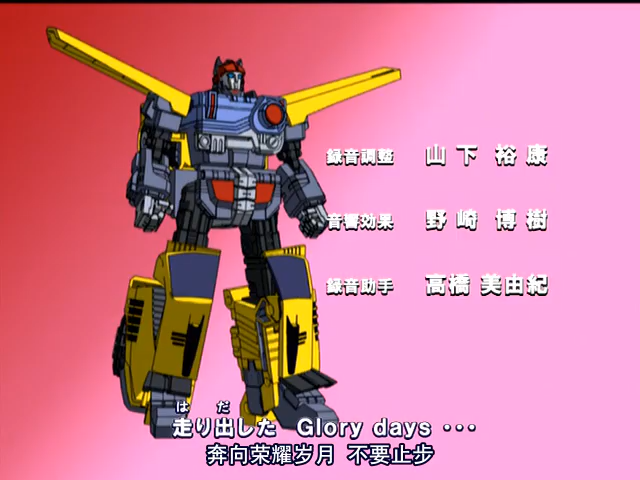 録音調整 山下 裕康
音響効果 野崎 博樹
録音助手 高橋 美由紀
は だ
走り出した Glory days ・・・
奔向荣耀岁月 不要止步